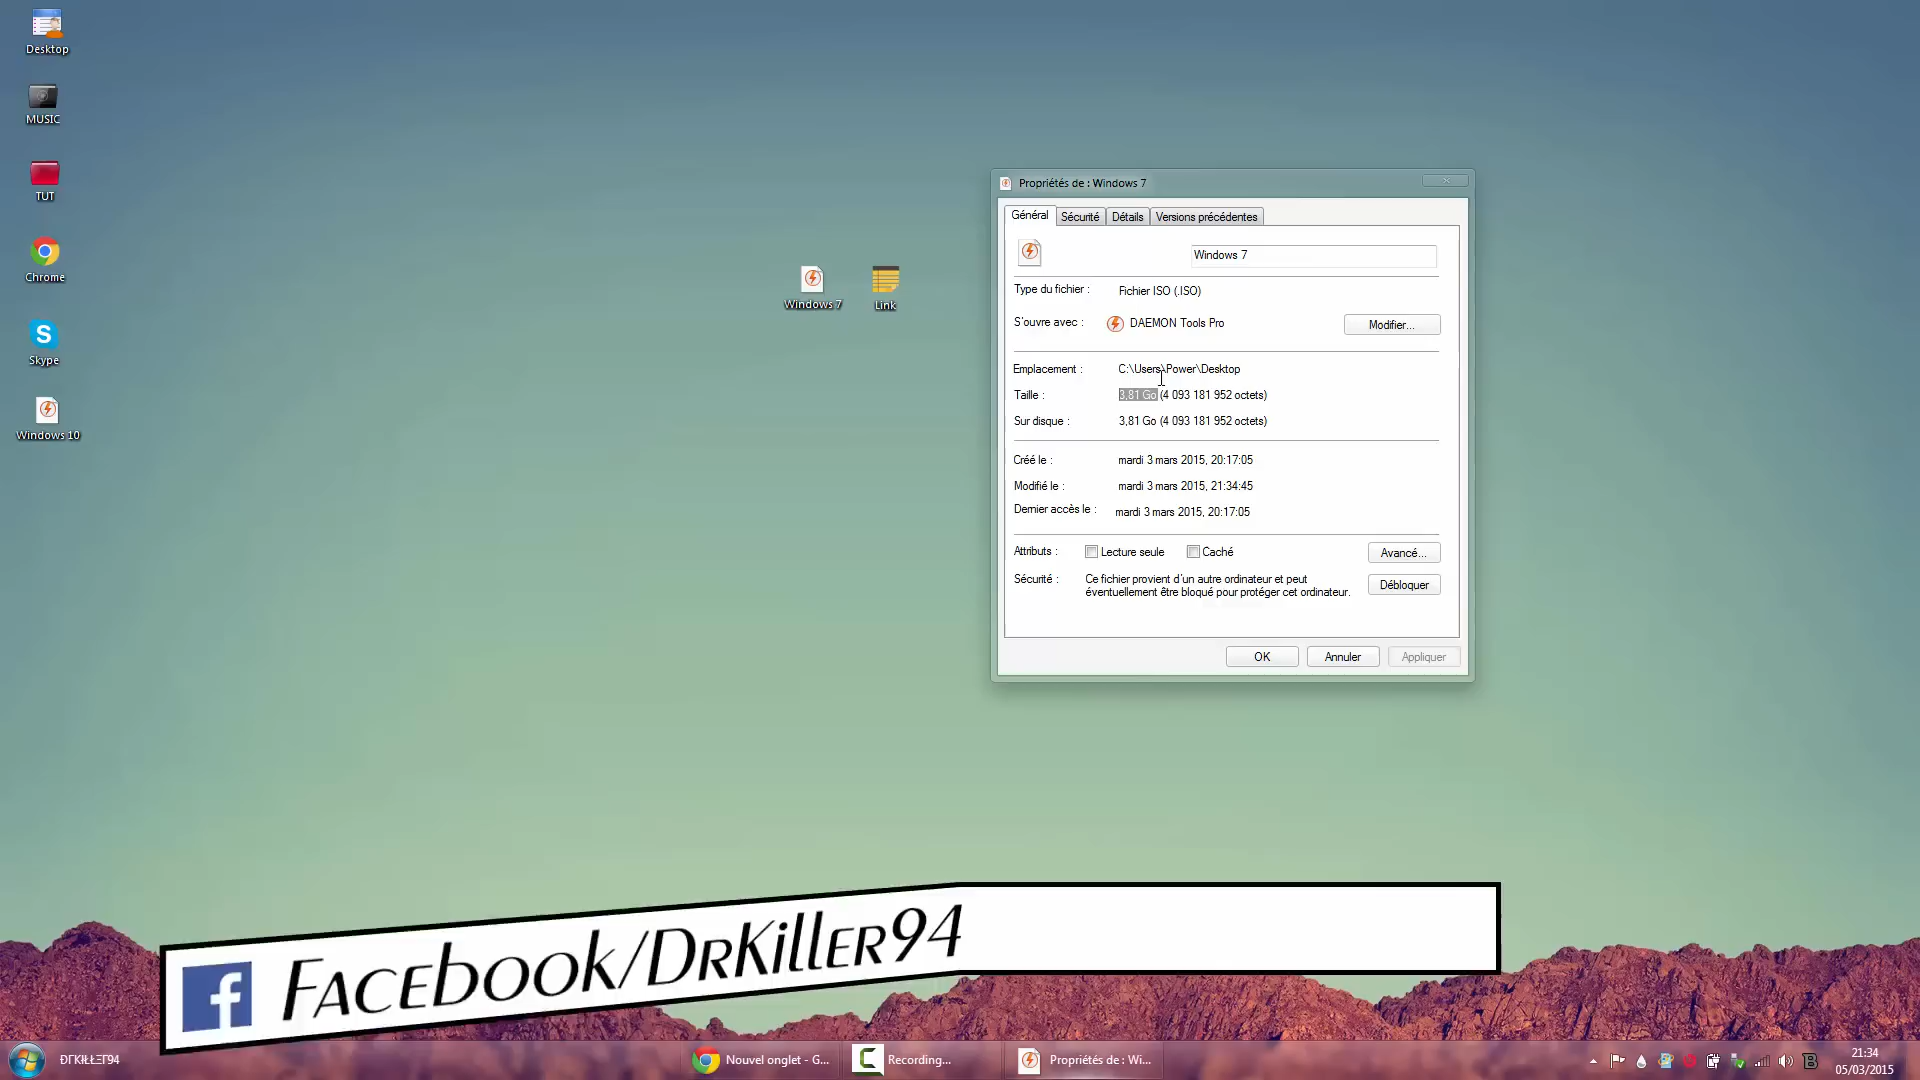 Desktop
MUSIC
TUT
Chrome
Skype
Windows 10
Windows 7
Link
Propriétés de : Windows 7
Général
Sécurité
Détails
Versions précédentes
Windows 7
Type du fichier :
Fichier ISO (.ISO)
S'ouvre avec :
DAEMON Tools Pro
Modifier...
Emplacement :
C:\Users\Power\Desktop
Taille :
3,81 Go (4 093 181 952 octets)
Sur disque :
3,81 Go (4 093 181 952 octets)
Créé le :
mardi 3 mars 2015, 20:17:05
Modifié le :
mardi 3 mars 2015, 21:34:45
Dernier accès le :
mardi 3 mars 2015, 20:17:05
Attributs :
Lecture seule
Caché
Avancé...
Sécurité :
Ce fichier provient d'un autre ordinateur et peut
éventuellement être bloqué pour protéger cet ordinateur.
Débloquer
OK
Annuler
Appliquer
Facebook/DrKiller94
Nouvel onglet - G...
Recording...
Propriétés de : Wi...
21:34
05/03/2015